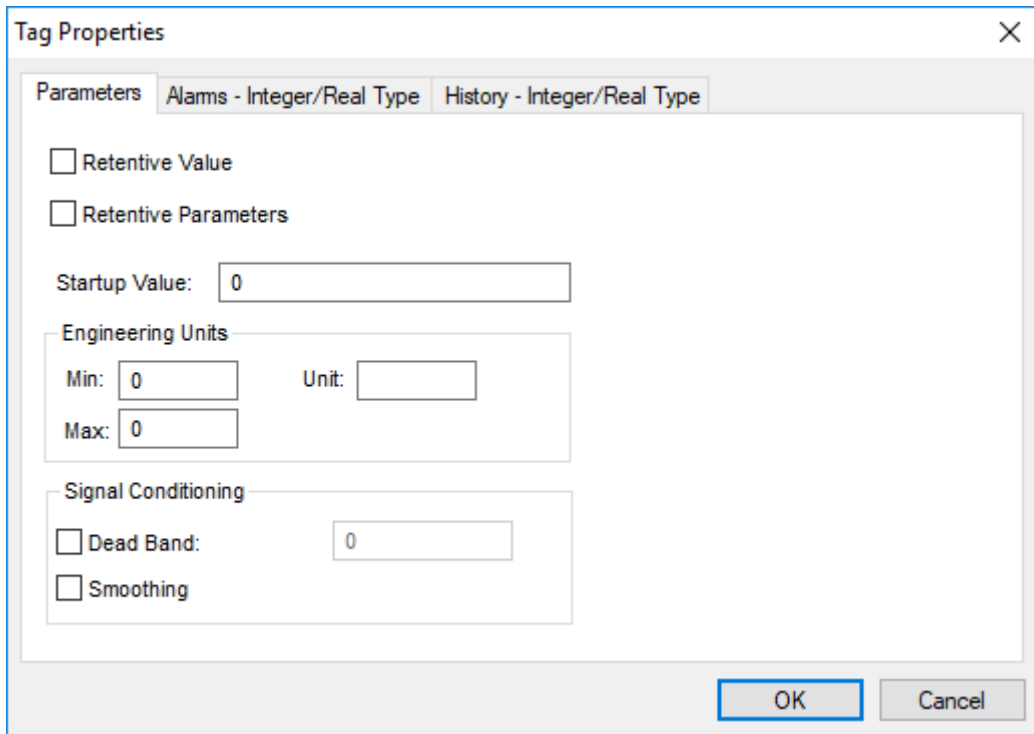 Tag Properties
Parameters Alarms - Integer/Real Type History - Integer/Real Type
Retentive Value
Retentive Parameters
Startup Value: 0
Engineering Units
Min: 0 Unit:
Max: 0
Signal Conditioning
Dead Band: 0
Smoothing
OK Cancel